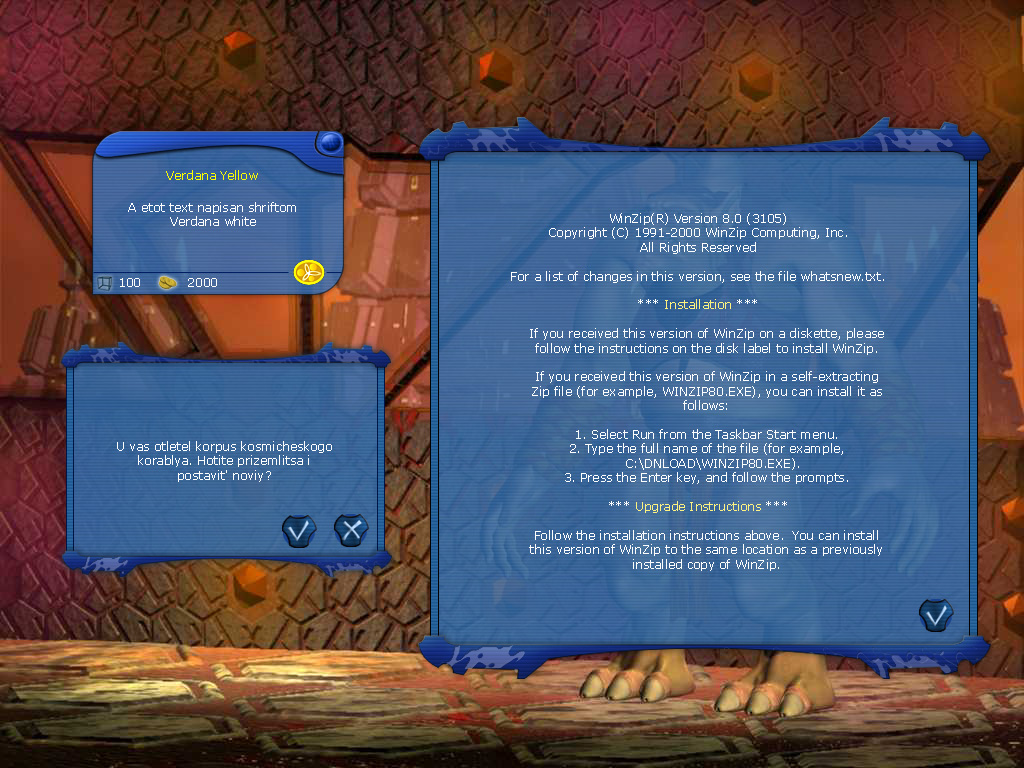 Verdana Yellow
A etot text napisan shriftom
Verdana white
100 2000
U vas otletel korpus kosmicheskogo
korablya. Hotite prizemlitsa i
postavit' noviy?
WinZip(R) Version 8.0 (3105)
Copyright (C) 1991-2000 WinZip Computing, Inc.
All Rights Reserved
For a list of changes in this version, see the file whatsnew.txt.
*** Installation ***
If you received this version of WinZip on a diskette, please
follow the instructions on the disk label to install WinZip.
If you received this version of WinZip in a self-extracting
Zip file (for example, WINZIP80.EXE), you can install it as
follows:
1. Select Run from the Taskbar Start menu.
2. Type the full name of the file (for example,
C:\DNLOAD\WINZIP80.EXE).
3. Press the Enter key, and follow the prompts.
*** Upgrade Instructions ***
Follow the installation instructions above. You can install
this version of WinZip to the same location as a previously
installed copy of WinZip.